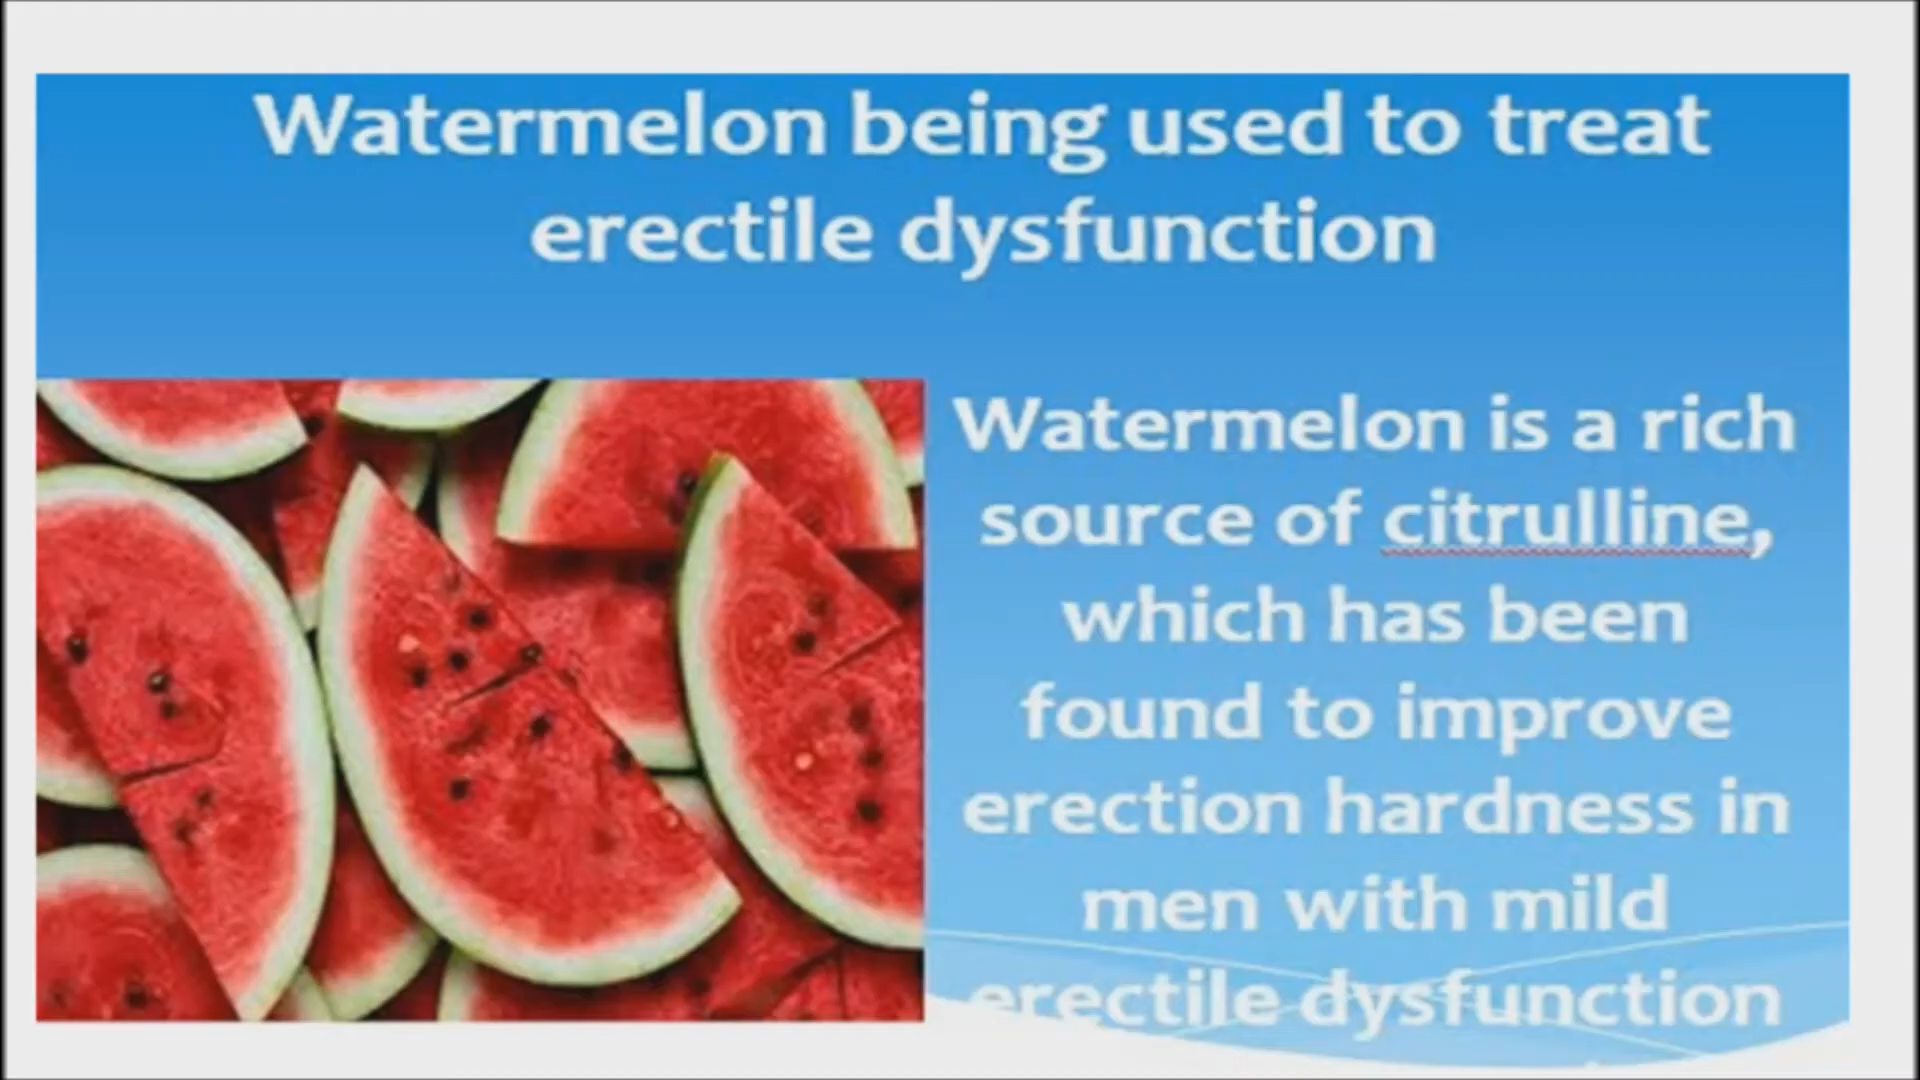 Watermelon being used to treat
erectile dysfunction
Watermelon is a rich
source of citrulline,
which has been
found to improve
erection hardness in
men with mild
erectile dysfunction